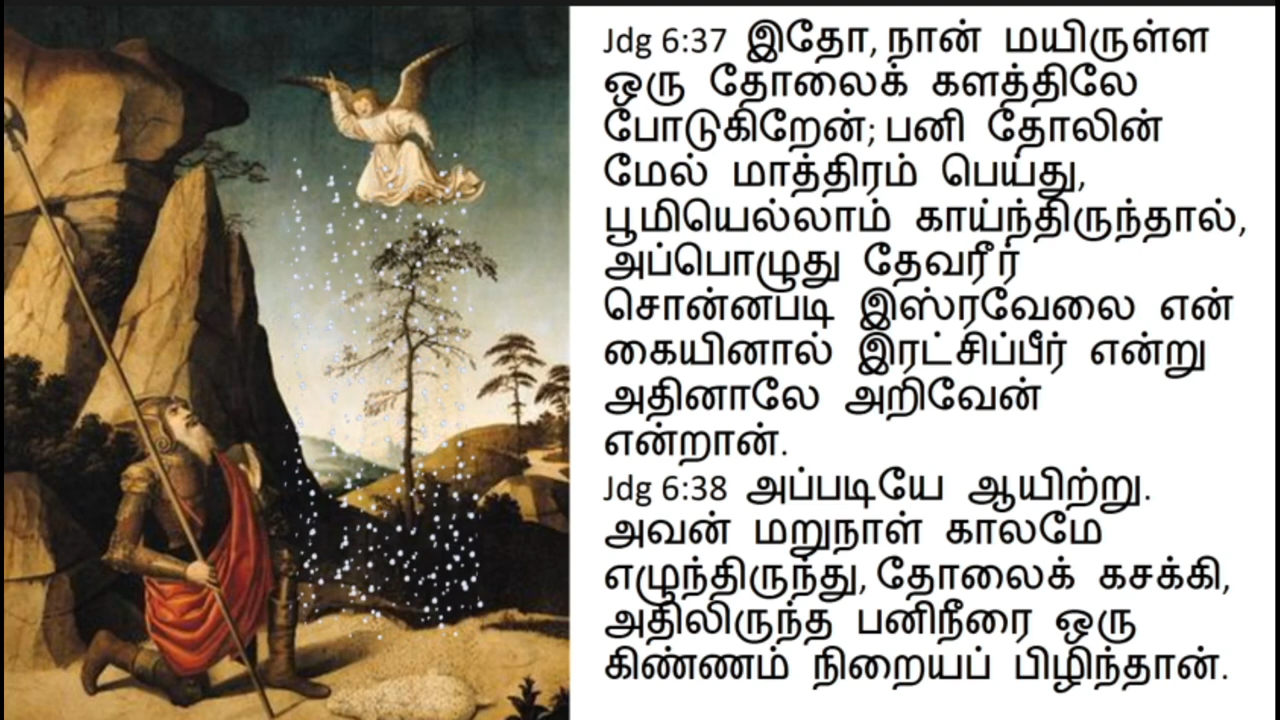 Jdg 6:37 இதோ, நான் மயிருள்ள
ஒரு தோலைக் களத்திலே
போடுகிறேன்; பனி தோலின்
மேல் மாத்திரம் பெய்து,
பூமியெல்லாம் காய்ந்திருந்தால்,
அப்பொழுது தேவரீர்
சொன்னபடி இஸ்ரவேலை என்
கையினால் இரட்சிப்பீர் என்று
அதினாலே அறிவேன்
என்றான்.
Jdg 6:38 அப்படியே ஆயிற்று.
அவன் மறுநாள் காலமே
எழுந்திருந்து, தோலைக் கசக்கி,
அதிலிருந்த பனிநீரை ஒரு
கிண்ணம் நிறையப் பிழிந்தான்.